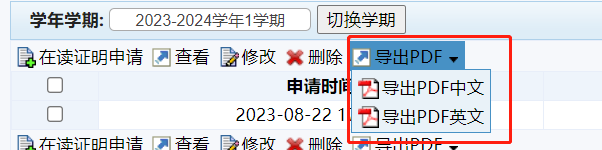 学年学期: 2023-2024学年1学期 切换学期
在读证明申请 查看 修改 删除 导出PDF
申请时间
导出PDF中文
2023-08-22 1
导出PDF英文
在读证明申请 查看 修改 删除 导出PDF